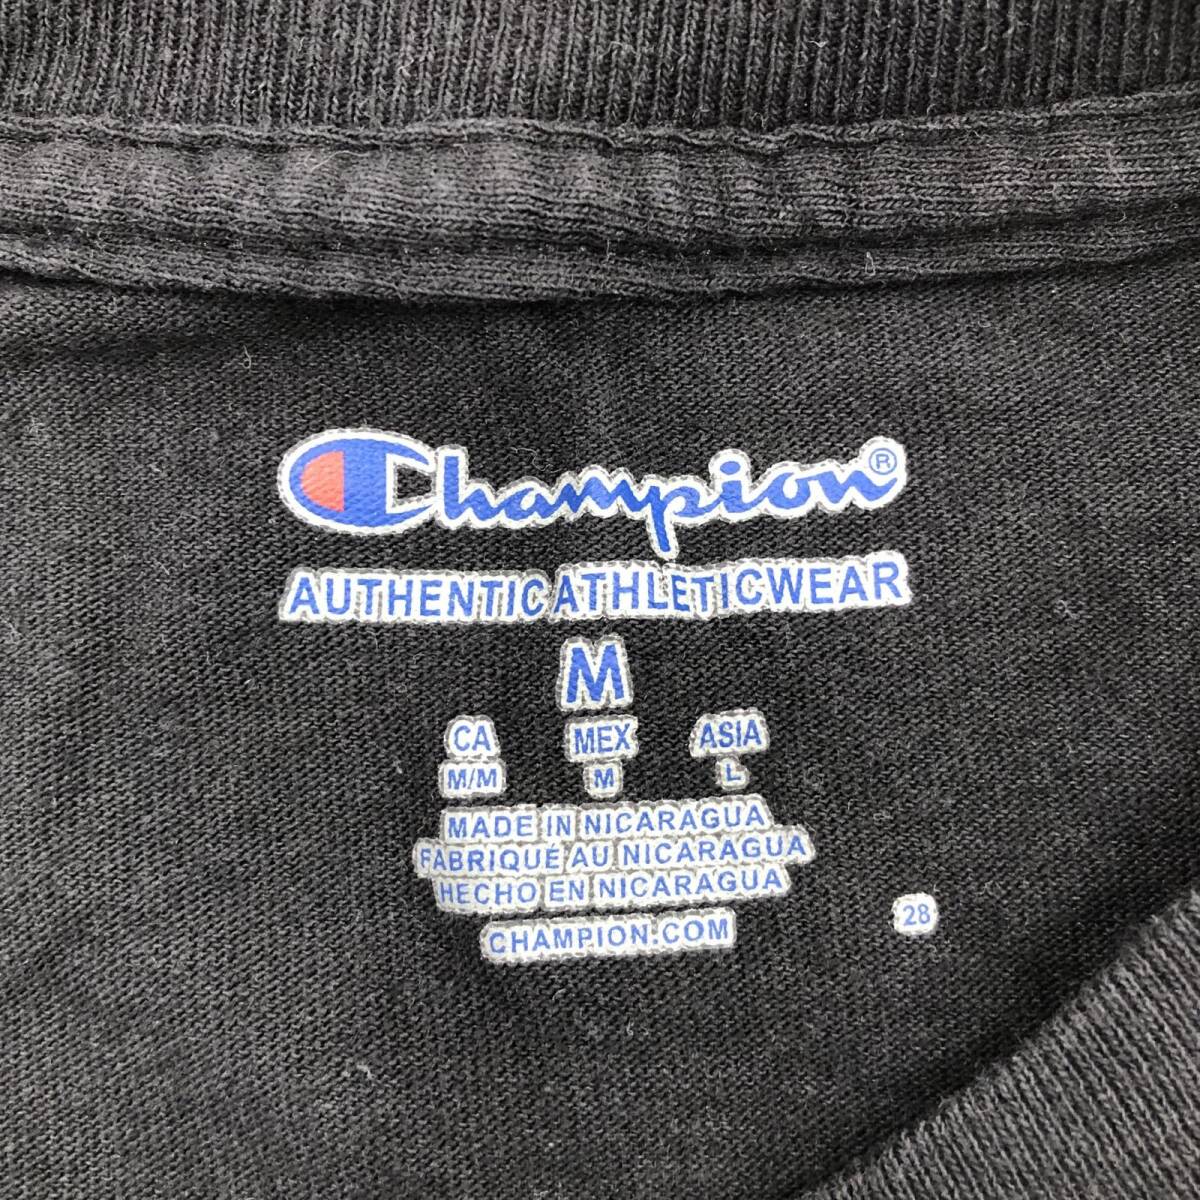 Champion®
AUTHENTIC ATHLETICWEAR
M
CA MEX ASIA
M/M M L
MADE IN NICARAGUA
FABRIQUÉ AU NICARAGUA
HECHO EN NICARAGUA
28
CHAMPION.COM